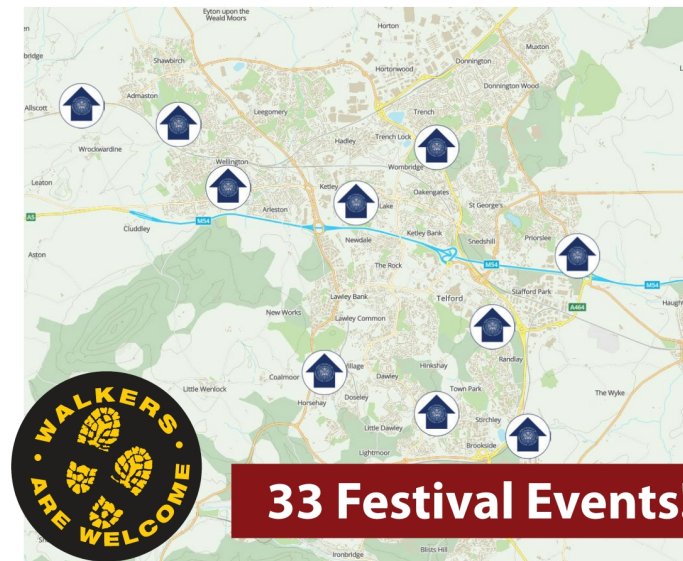 Eyton upon the
Weald Moors
Horton
Muxton
Shawbirch
Hortonwood
Donnington
bridge
Donnington Wood
Admaston
Allscott
Leegomery
Trench
Wrockwardine
Hadley
Trench Lock
Wellington
Wombridge
Leaton
Ketley
Oakengates
Arleston
Lake
St George's
A5
M54
Cluddley
Ketley Bank
Newdale
Snedshill
Priorslee
Aston
The Rock
M54
M54
Stafford Park
Lawley Bank
Telford
A464
Haugh
New Works
Lawley Common
Randlay
Village
Hinkshay
Coalmoor
Dawley
Little Wenlock
Town Park
The Wyke
Horsehay
Doseley
Little Dawley
Stirchley
Brookside
Lightmoor
WALKERS
ARE WELCOME
33 Festival Events!
Ironbridge
Blists Hill